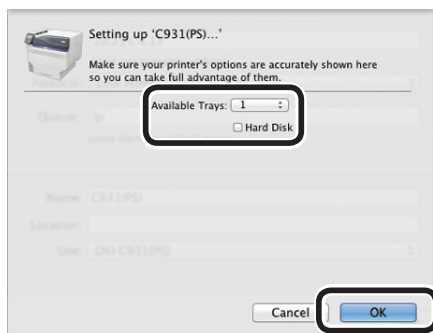 Setting up ‘C931(PS)...’
Make sure your printer's options are accurately shown here
so you can take full advantage of them.
Protocol:
Available Trays: 1
Hard Disk
Queue: lp
Name: C931(PS)
Location:
Use: OKI C931(PS)
Cancel OK